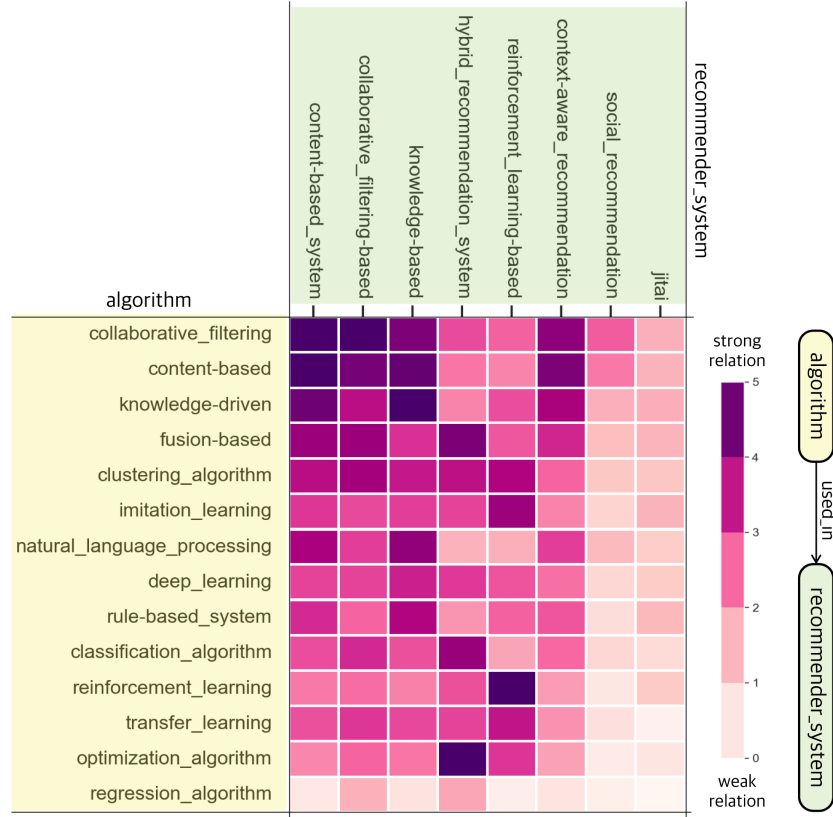 content-based_system
collaborative_filtering-based
knowledge-based
hybrid_recommendation_system
reinforcement_learning-based
context-aware_recommendation
social_recommendation
jitai
recommender_system
algorithm
collaborative_filtering
content-based
knowledge-driven
fusion-based
clustering_algorithm
imitation_learning
natural_language_processing
deep_learning
rule-based_system
classification_algorithm
reinforcement_learning
transfer_learning
optimization_algorithm
regression_algorithm
strong
relation
5
4
3
2
1
0
weak
relation
algorithm
used_in
recommender_system